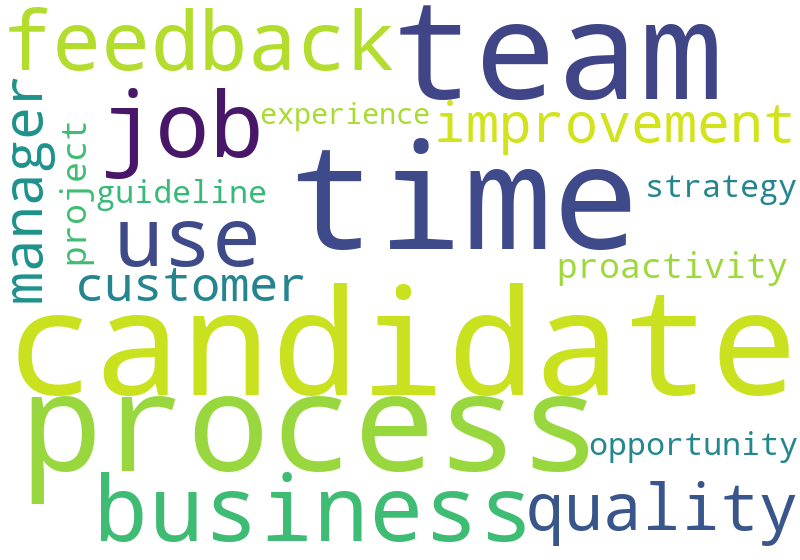 feedback
team
job
experience
improvement
manager
project
guideline
time
strategy
use
customer
proactivity
candidate
process
opportunity
business
quality